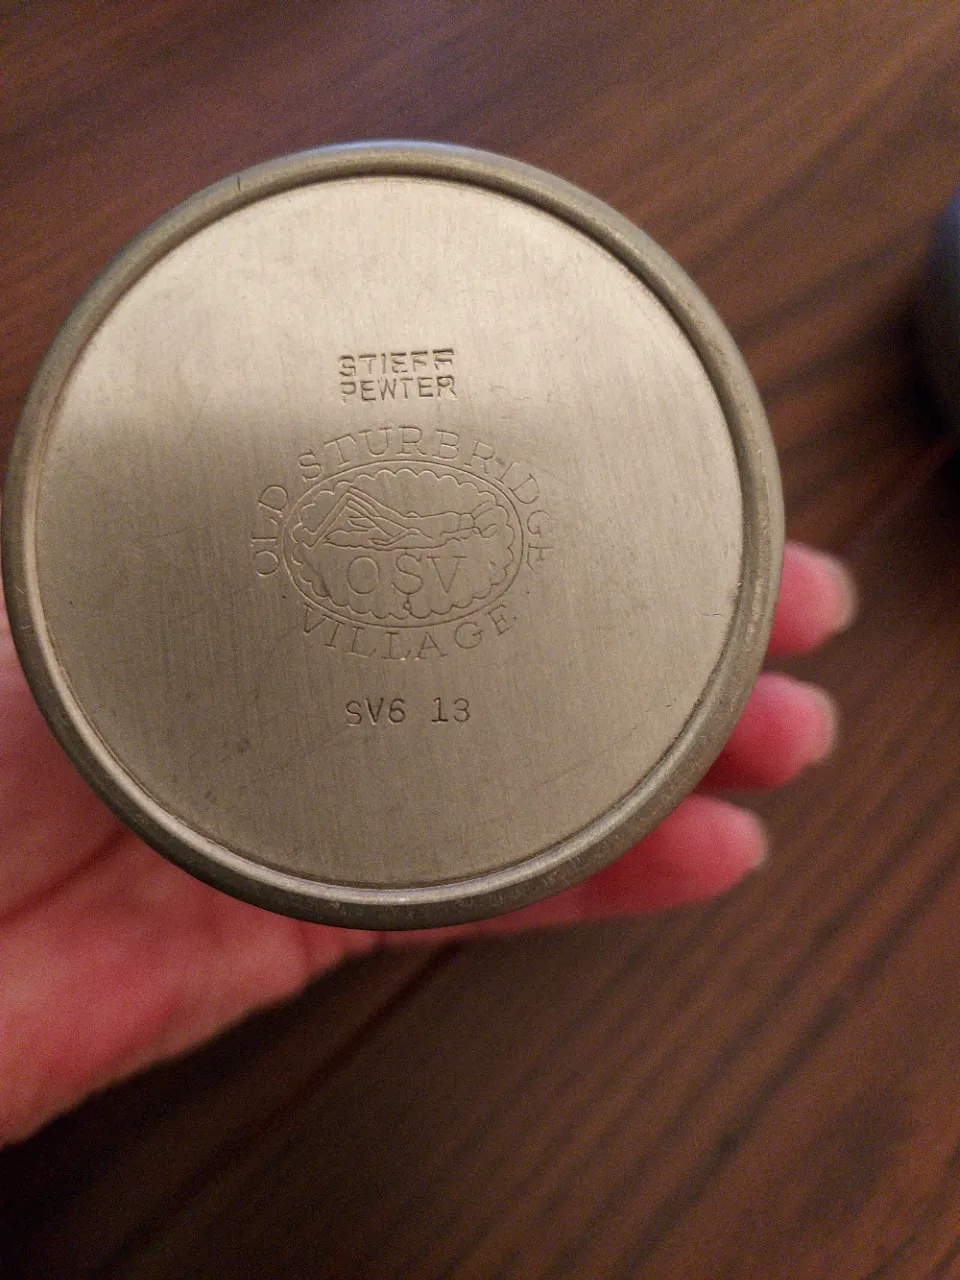 STIEFF
PEWTER
OLD STURBRIDGE
OSV
VILLAGE
SV6 13